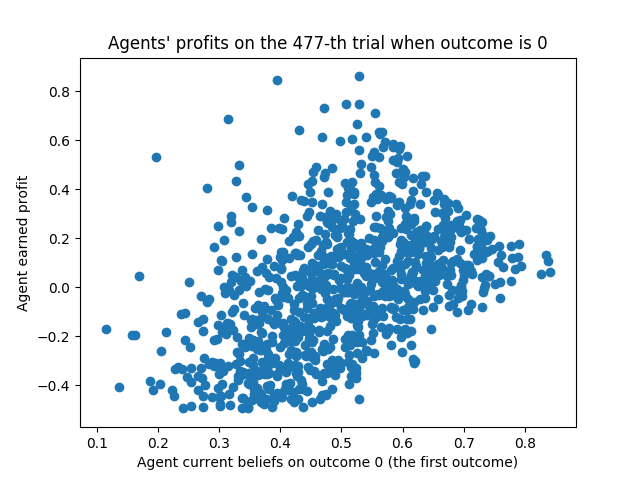 Agents' profits on the 477-th trial when outcome is 0
Agent earned profit
0.8
0.6
0.4
0.2
0.0
−0.2
−0.4
0.1 0.2 0.3 0.4 0.5 0.6 0.7 0.8
Agent current beliefs on outcome 0 (the first outcome)